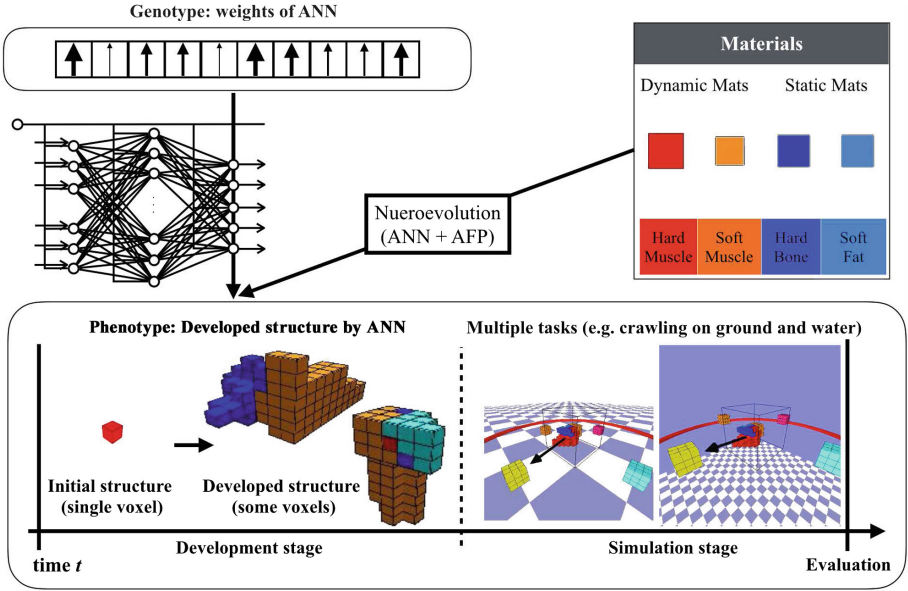 Genotype: weights of ANN
Materials
Dynamic Mats
Static Mats
Hard Muscle
Soft Muscle
Hard Bone
Soft Fat
Nueroevolution
(ANN + AFP)
Phenotype: Developed structure by ANN
Multiple tasks (e.g. crawling on ground and water)
Initial structure
(single voxel)
Developed structure
(some voxels)
Development stage
Simulation stage
time t
Evaluation